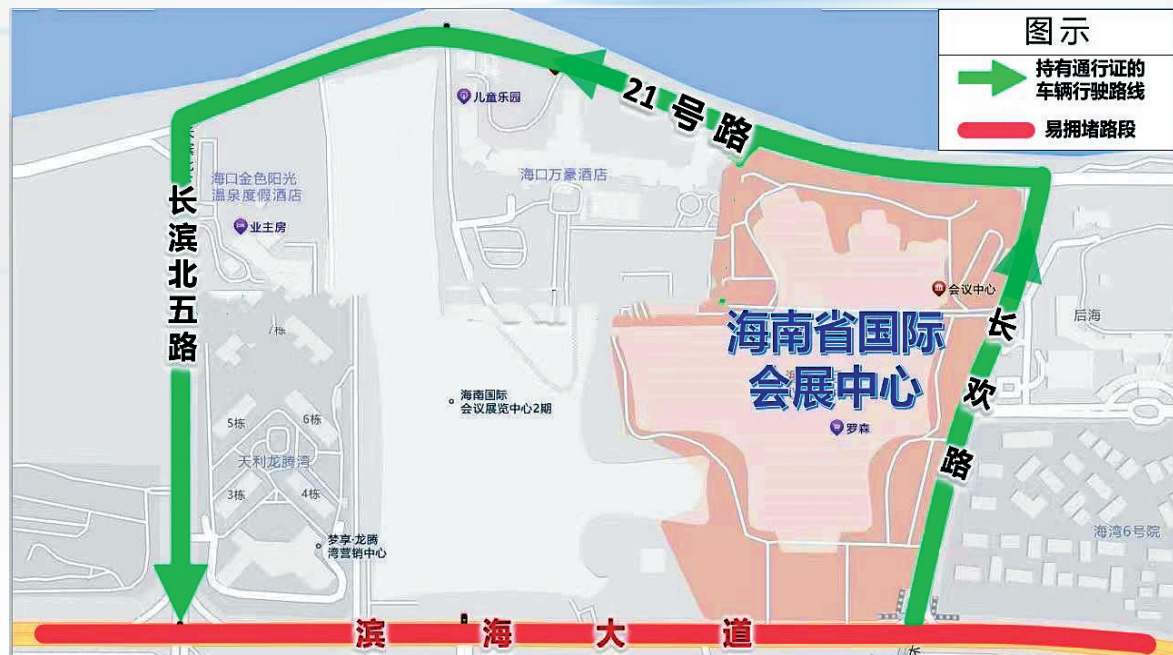 图示
持有通行证的
车辆行驶路线
易拥堵路段
21号路
儿童乐园
海口万豪酒店
海口金色阳光
温泉度假酒店
业主房
长滨北五路
会议中心
后海
长欢路
海南省国际
会展中心
罗森
海南国际
会议展览中心2期
7栋
5栋
6栋
天利龙腾湾
3栋
4栋
梦享·龙腾
湾营销中心
海湾6号院
滨海大道